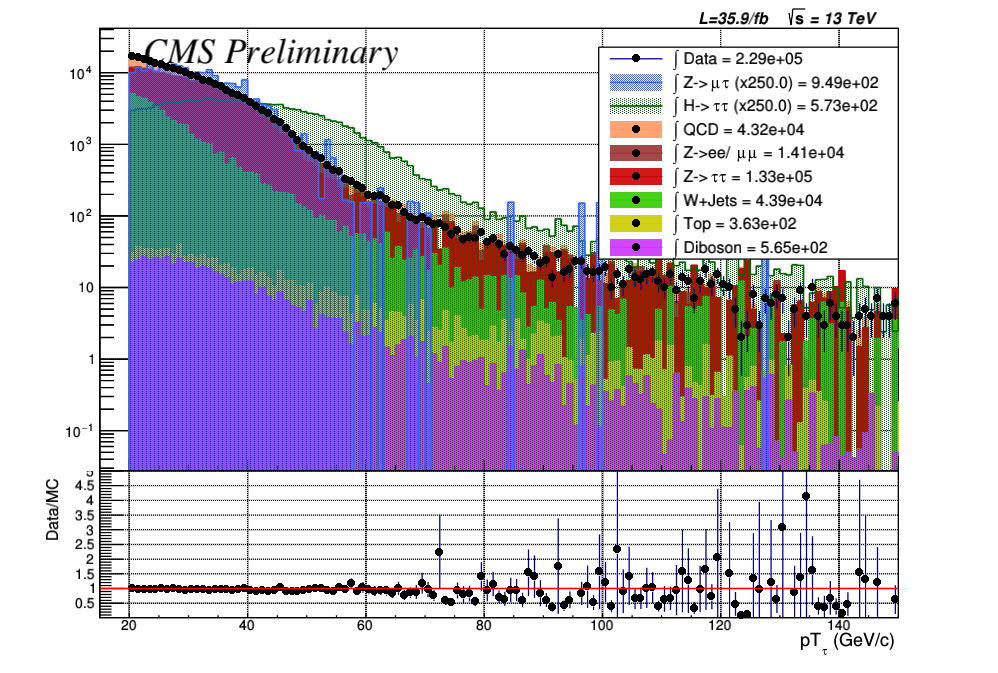 L=35.9/fb √s = 13 TeV
CMS Preliminary
∫ Data = 2.29e+05
∫ Z->μτ (x250.0) = 9.49e+02
∫ H->ττ (x250.0) = 5.73e+02
∫ QCD = 4.32e+04
∫ Z->ee/ μμ = 1.41e+04
∫ Z->ττ = 1.33e+05
∫ W+Jets = 4.39e+04
∫ Top = 3.63e+02
∫ Diboson = 5.65e+02
10⁴
10³
10²
10
1
10⁻¹
Data/MC
5
4.5
4
3.5
3
2.5
2
1.5
1
0.5
20 40 60 80 100 120 140
pT_τ (GeV/c)